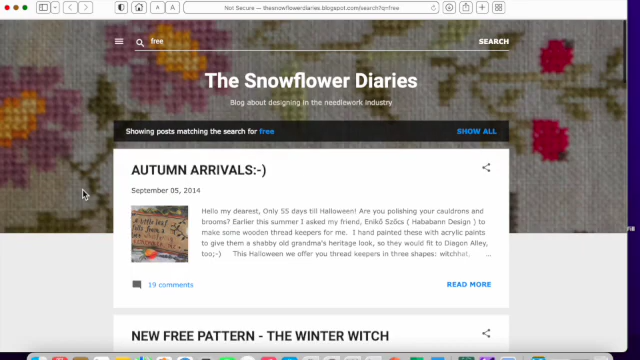 Not Secure — thesnowflowerdiaries.blogspot.com/search?q=free
free
SEARCH
The Snowflower Diaries
Blog about designing in the needlework industry
Showing posts matching the search for free
SHOW ALL
AUTUMN ARRIVALS:-)
September 05, 2014
Hello my dearest, Only 55 days till Halloween! Are you polishing your cauldrons and
brooms? Earlier this summer I asked my friend, Enikő Szőcs ( Hababann Design ) to
make some wooden thread keepers for me. I hand painted these with acrylic paints
to give them a shabby old grandma's heritage look, so they would fit to Diagon Alley,
too;-) This Halloween we offer you thread keepers in three shapes: witchhat, ...
19 comments
READ MORE
NEW FREE PATTERN - THE WINTER WITCH